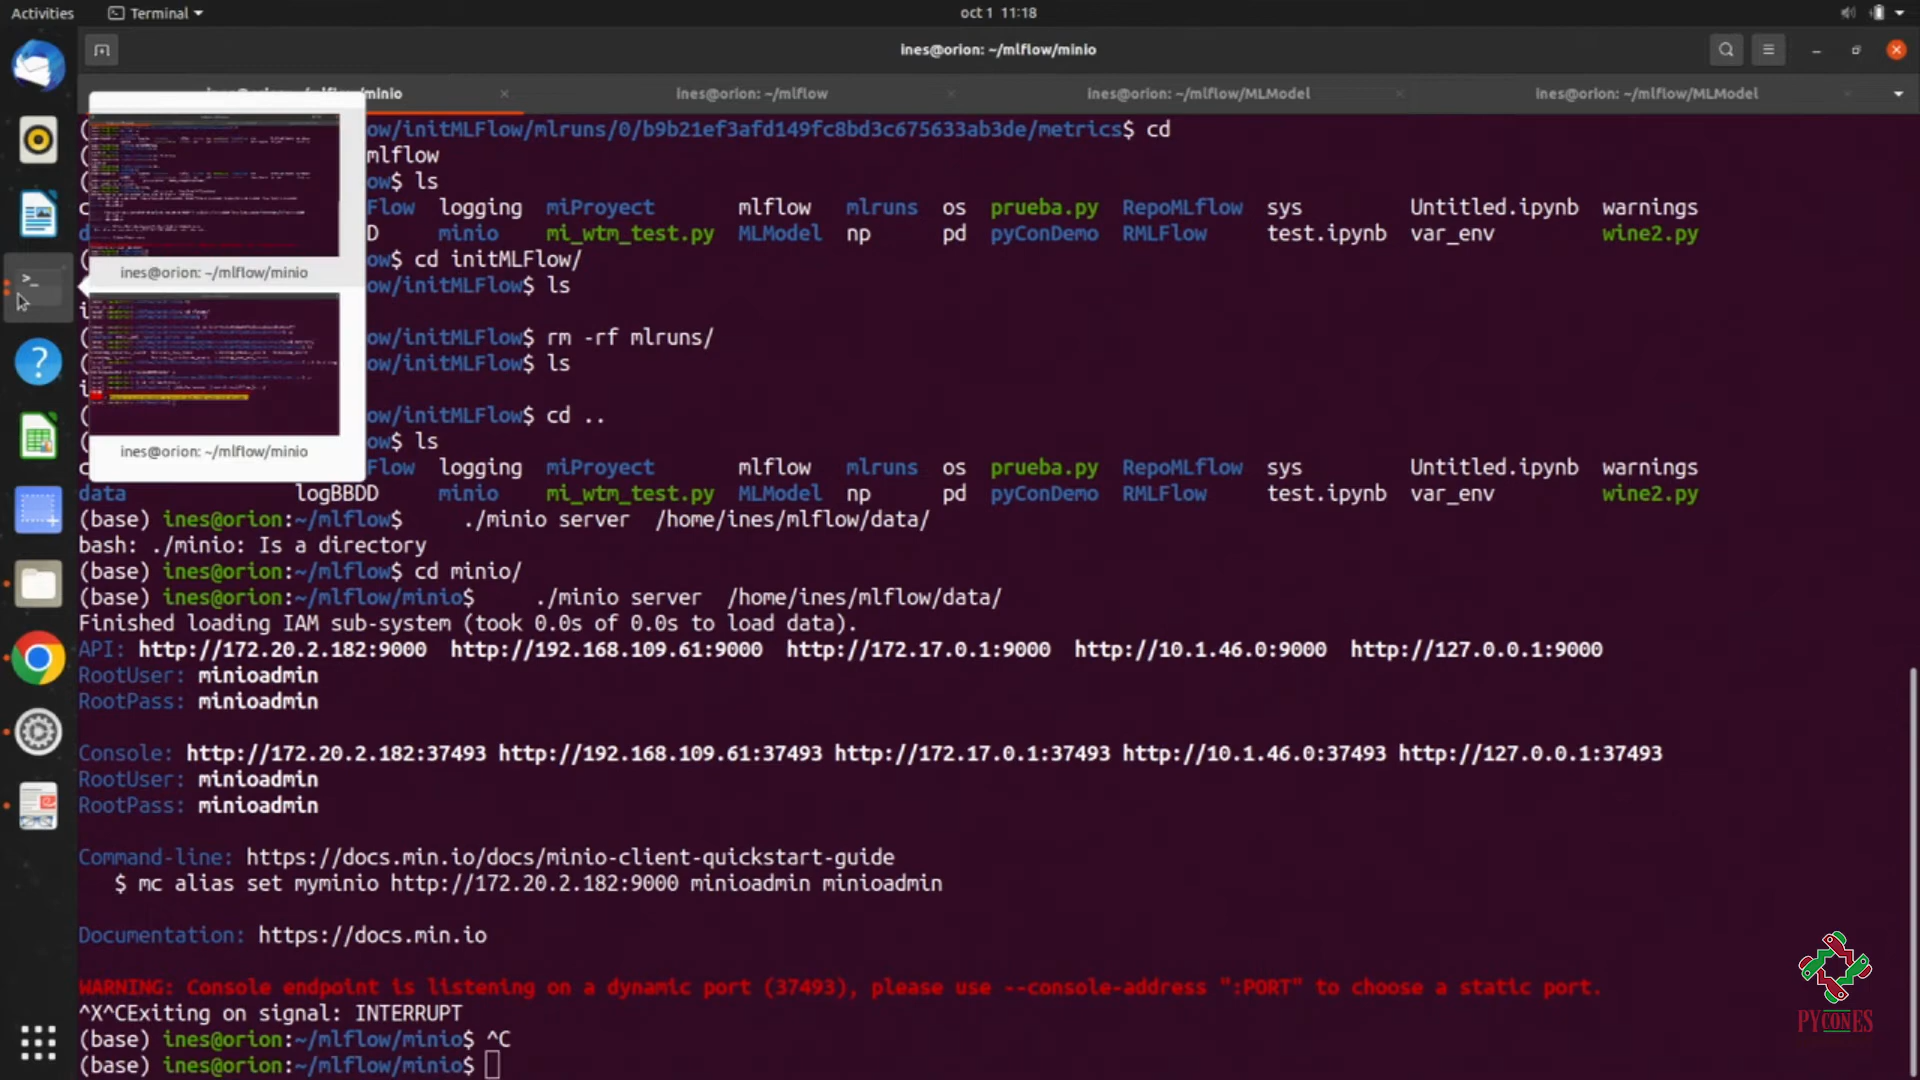 Activities Terminal oct 1 11:18
ines@orion: ~/mlflow/minio
/minio ines@orion: ~/mlflow ines@orion: ~/mlflow/MLModel ines@orion: ~/mlflow/MLModel
ow/initMLFlow/mlruns/0/b9b21ef3afd149fc8bd3c675633ab3de/metrics$ cd
mlflow
ow$ ls
Flow logging miProyect mlflow mlruns os prueba.py RepoMLflow sys Untitled.ipynb warnings
D minio mi_wtm_test.py MLModel np pd pyConDemo RMLFlow test.ipynb var_env wine2.py
ow$ cd initMLFlow/
ines@orion: ~/mlflow/minio
ow/initMLFlow$ ls
ow/initMLFlow$ rm -rf mlruns/
ow/initMLFlow$ ls
ow/initMLFlow$ cd ..
ow$ ls
ines@orion: ~/mlflow/minio
Flow logging miProyect mlflow mlruns os prueba.py RepoMLflow sys Untitled.ipynb warnings
data logBBDD minio mi_wtm_test.py MLModel np pd pyConDemo RMLFlow test.ipynb var_env wine2.py
(base) ines@orion:~/mlflow$ ./minio server /home/ines/mlflow/data/
bash: ./minio: Is a directory
(base) ines@orion:~/mlflow$ cd minio/
(base) ines@orion:~/mlflow/minio$ ./minio server /home/ines/mlflow/data/
Finished loading IAM sub-system (took 0.0s of 0.0s to load data).
API: http://172.20.2.182:9000 http://192.168.109.61:9000 http://172.17.0.1:9000 http://10.1.46.0:9000 http://127.0.0.1:9000
RootUser: minioadmin
RootPass: minioadmin
Console: http://172.20.2.182:37493 http://192.168.109.61:37493 http://172.17.0.1:37493 http://10.1.46.0:37493 http://127.0.0.1:37493
RootUser: minioadmin
RootPass: minioadmin
Command-line: https://docs.min.io/docs/minio-client-quickstart-guide
$ mc alias set myminio http://172.20.2.182:9000 minioadmin minioadmin
Documentation: https://docs.min.io
WARNING: Console endpoint is listening on a dynamic port (37493), please use --console-address ":PORT" to choose a static port.
^X^CExiting on signal: INTERRUPT
(base) ines@orion:~/mlflow/minio$ ^C
(base) ines@orion:~/mlflow/minio$
PYCONES